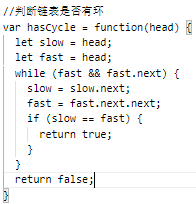 //判断链表是否有环
var hasCycle = function(head) {
  let slow = head;
  let fast = head;
  while (fast && fast.next) {
    slow = slow.next;
    fast = fast.next.next;
    if (slow == fast) {
      return true;
    }
  }
  return false;
}